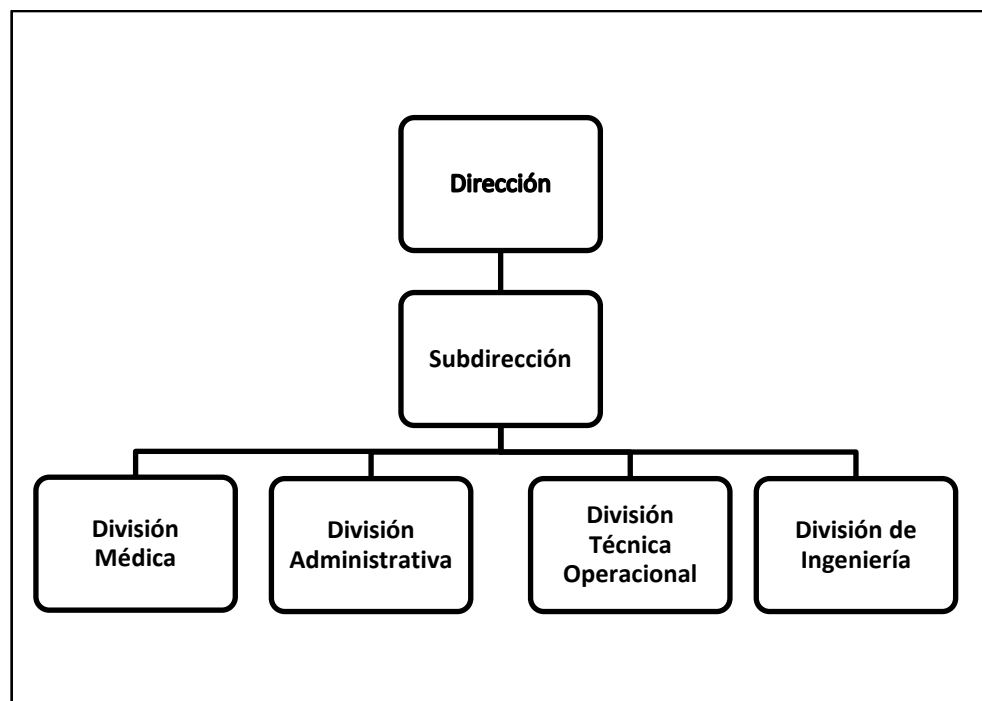 Dirección
Subdirección
División
Médica
División
Administrativa
División
Técnica
Operacional
División de
Ingeniería